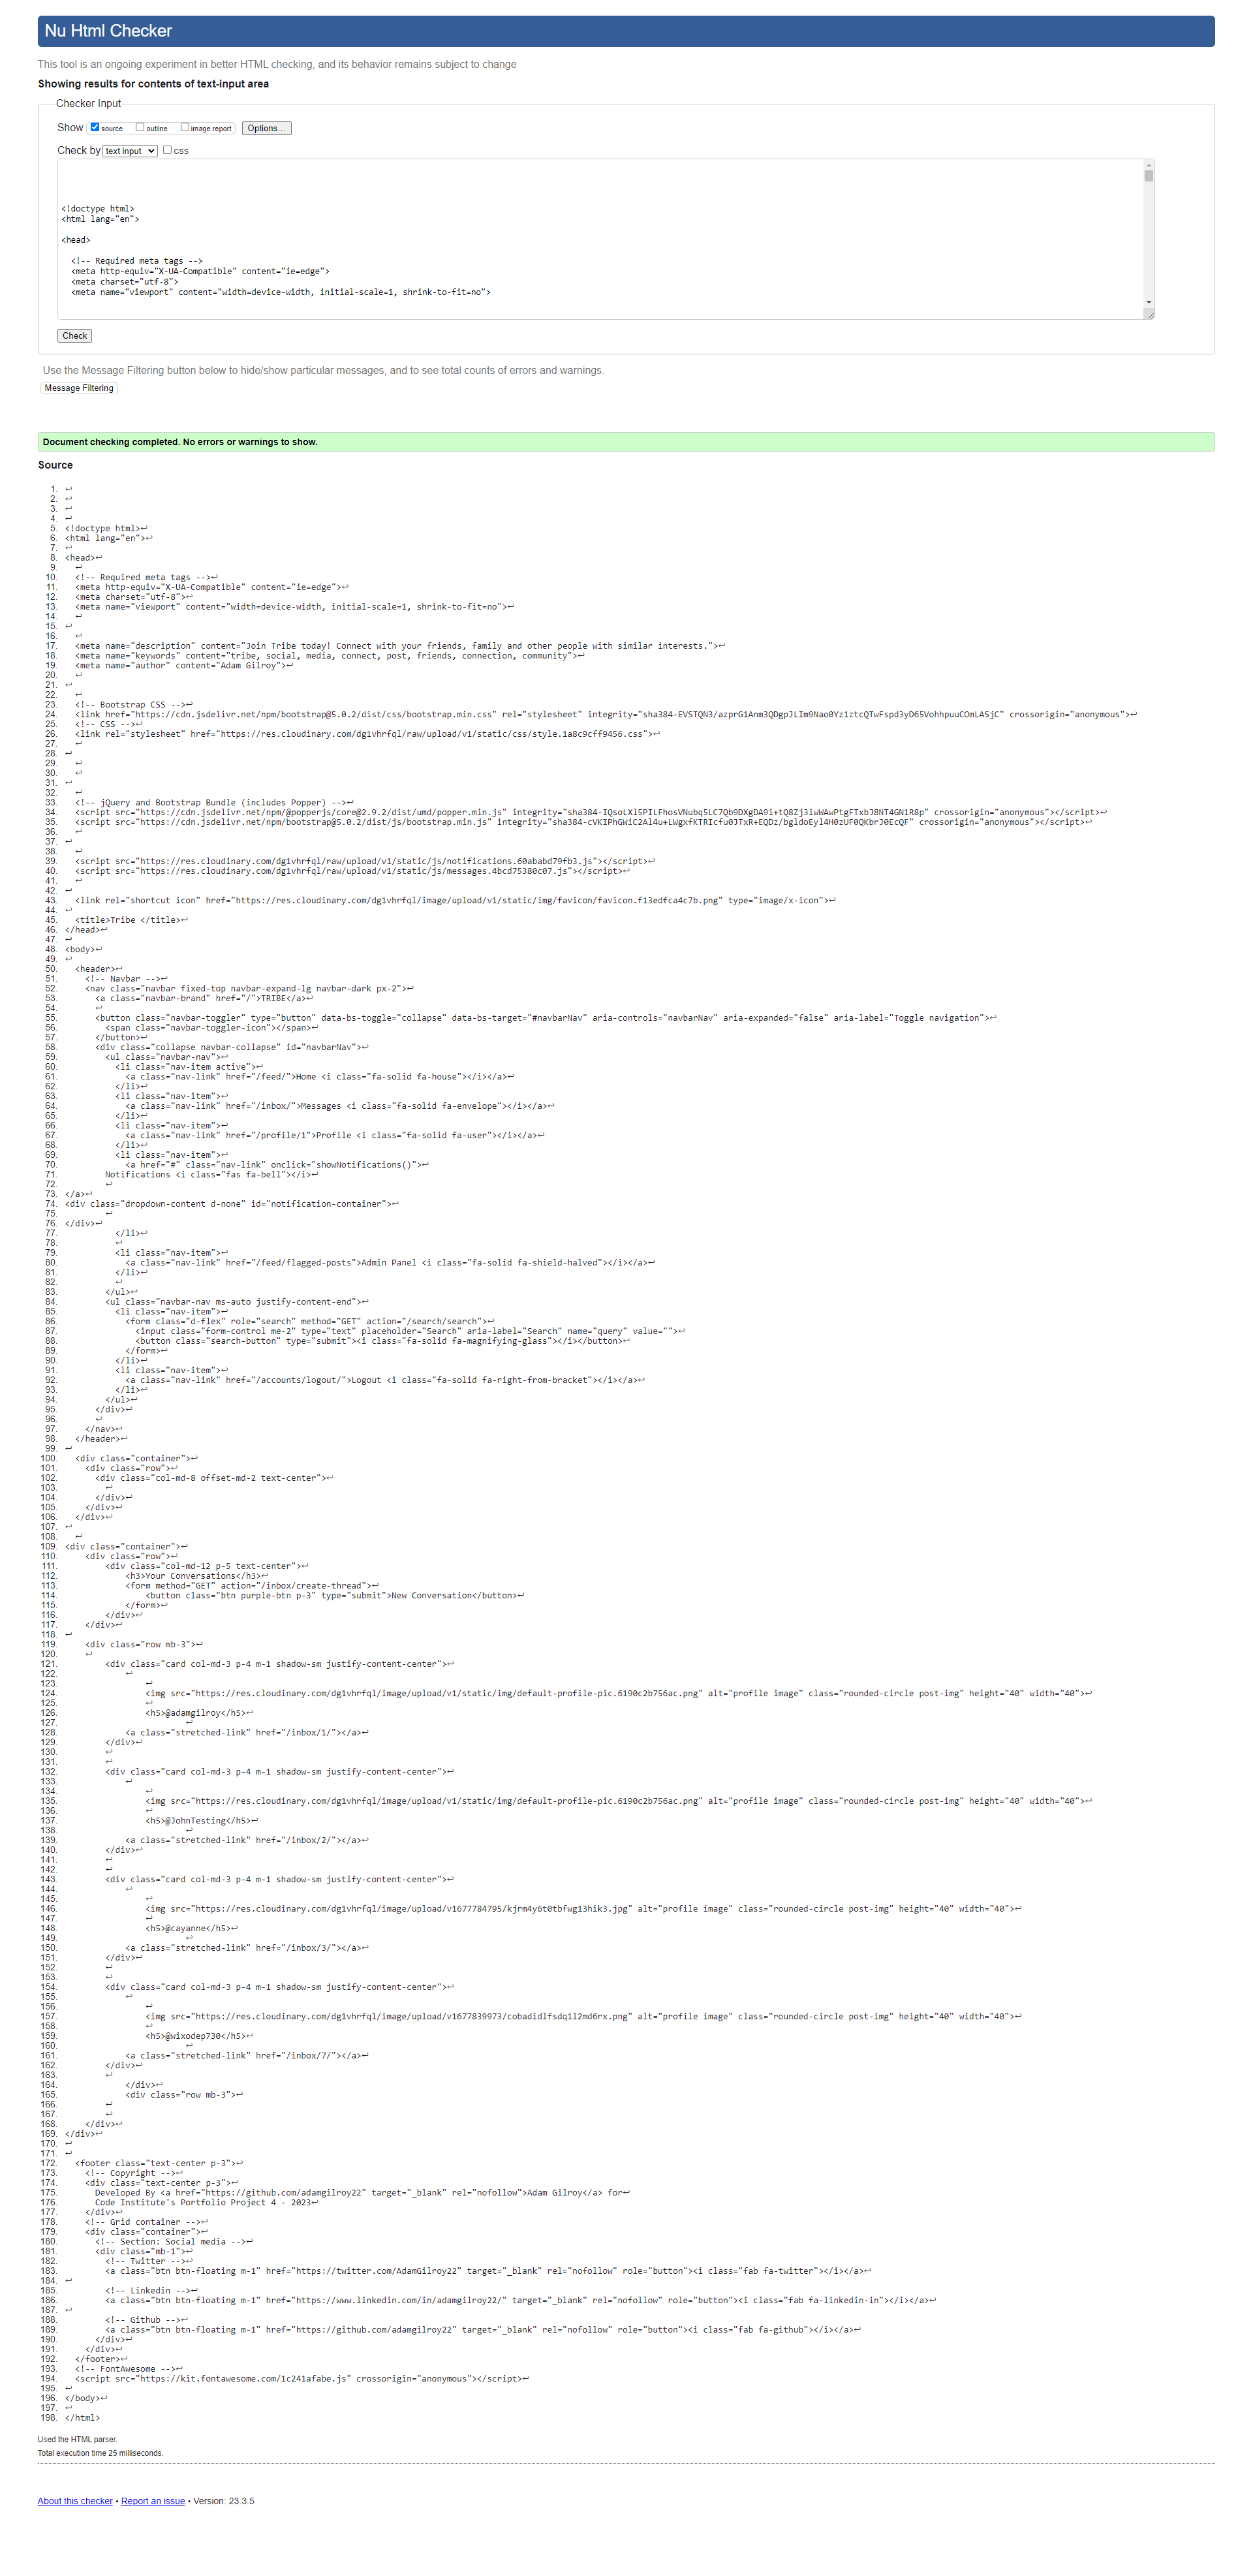 Nu Html Checker
This tool is an ongoing experiment in better HTML checking, and its behavior remains subject to change
Showing results for contents of text-input area
Checker Input
Show source outline image report Options...
Check by text input css
<!doctype html>
<html lang="en">
<head>
<!-- Required meta tags -->
<meta http-equiv="X-UA-Compatible" content="ie=edge">
<meta charset="utf-8">
<meta name="viewport" content="width=device-width, initial-scale=1, shrink-to-fit=no">
Check
Use the Message Filtering button below to hide/show particular messages, and to see total counts of errors and warnings.
Message Filtering
Document checking completed. No errors or warnings to show.
Source
1. ↩
2. ↩
3. ↩
4. ↩
5. <!doctype html>↩
6. <html lang="en">↩
7. ↩
8. <head>↩
9. ↩
10. <!-- Required meta tags -->↩
11. <meta http-equiv="X-UA-Compatible" content="ie=edge">↩
12. <meta charset="utf-8">↩
13. <meta name="viewport" content="width=device-width, initial-scale=1, shrink-to-fit=no">↩
14. ↩
15. ↩
16. ↩
17. <meta name="description" content="Join Tribe today! Connect with your friends, family and other people with similar interests.">↩
18. <meta name="keywords" content="tribe, social, media, connect, post, friends, connection, community">↩
19. <meta name="author" content="Adam Gilroy">↩
20. ↩
21. ↩
22. ↩
23. <!-- Bootstrap CSS -->↩
24. <link href="https://cdn.jsdelivr.net/npm/bootstrap@5.0.2/dist/css/bootstrap.min.css" rel="stylesheet" integrity="sha384-EVSTQN3/azprG1Anm3QDgpJLIm9Nao0Yz1ztcQTwFspd3yD65VohhpuuCOmLASjC" crossorigin="anonymous">↩
25. <!-- CSS -->↩
26. <link rel="stylesheet" href="https://res.cloudinary.com/dg1vhrfql/raw/upload/v1/static/css/style.1a8c9cff9456.css">↩
27. ↩
28. ↩
29. ↩
30. ↩
31. ↩
32. ↩
33. <!-- jQuery and Bootstrap Bundle (includes Popper) -->↩
34. <script src="https://cdn.jsdelivr.net/npm/@popperjs/core@2.9.2/dist/umd/popper.min.js" integrity="sha384-IQsoLXl5PILFhosVNubq5LC7Qb9DXgDA9i+tQ8Zj3iwWAwPtgFTxbJ8NT4GN1R8p" crossorigin="anonymous"></script>↩
35. <script src="https://cdn.jsdelivr.net/npm/bootstrap@5.0.2/dist/js/bootstrap.min.js" integrity="sha384-cVKIPhGWiC2Al4u+LWgxfKTRIcfu0JTxR+EQDz/bgldoEyl4H0zUF0QKbrJ0EcQF" crossorigin="anonymous"></script>↩
36. ↩
37. ↩
38. ↩
39. <script src="https://res.cloudinary.com/dg1vhrfql/raw/upload/v1/static/js/notifications.60ababd79fb3.js"></script>↩
40. <script src="https://res.cloudinary.com/dg1vhrfql/raw/upload/v1/static/js/messages.4bcd75380c07.js"></script>↩
41. ↩
42. ↩
43. <link rel="shortcut icon" href="https://res.cloudinary.com/dg1vhrfql/image/upload/v1/static/img/favicon/favicon.f13edfca4c7b.png" type="image/x-icon">↩
44. ↩
45. <title>Tribe </title>↩
46. </head>↩
47. ↩
48. <body>↩
49. ↩
50. <header>↩
51. <!-- Navbar -->↩
52. <nav class="navbar fixed-top navbar-expand-lg navbar-dark px-2">↩
53. <a class="navbar-brand" href="/">TRIBE</a>↩
54. ↩
55. <button class="navbar-toggler" type="button" data-bs-toggle="collapse" data-bs-target="#navbarNav" aria-controls="navbarNav" aria-expanded="false" aria-label="Toggle navigation">↩
56. <span class="navbar-toggler-icon"></span>↩
57. </button>↩
58. <div class="collapse navbar-collapse" id="navbarNav">↩
59. <ul class="navbar-nav">↩
60. <li class="nav-item active">↩
61. <a class="nav-link" href="/feed/">Home <i class="fa-solid fa-house"></i></a>↩
62. </li>↩
63. <li class="nav-item">↩
64. <a class="nav-link" href="/inbox/">Messages <i class="fa-solid fa-envelope"></i></a>↩
65. </li>↩
66. <li class="nav-item">↩
67. <a class="nav-link" href="/profile/1">Profile <i class="fa-solid fa-user"></i></a>↩
68. </li>↩
69. <li class="nav-item">↩
70. <a href="#" class="nav-link" onclick="showNotifications()">↩
71. Notifications <i class="fas fa-bell"></i>↩
72. ↩
73. </a>↩
74. <div class="dropdown-content d-none" id="notification-container">↩
75. ↩
76. </div>↩
77. </li>↩
78. ↩
79. <li class="nav-item">↩
80. <a class="nav-link" href="/feed/flagged-posts">Admin Panel <i class="fa-solid fa-shield-halved"></i></a>↩
81. </li>↩
82. ↩
83. </ul>↩
84. <ul class="navbar-nav ms-auto justify-content-end">↩
85. <li class="nav-item">↩
86. <form class="d-flex" role="search" method="GET" action="/search/search">↩
87. <input class="form-control me-2" type="text" placeholder="Search" aria-label="Search" name="query" value="">↩
88. <button class="search-button" type="submit"><i class="fa-solid fa-magnifying-glass"></i></button>↩
89. </form>↩
90. </li>↩
91. <li class="nav-item">↩
92. <a class="nav-link" href="/accounts/logout/">Logout <i class="fa-solid fa-right-from-bracket"></i></a>↩
93. </li>↩
94. </ul>↩
95. </div>↩
96. ↩
97. </nav>↩
98. </header>↩
99. ↩
100. <div class="container">↩
101. <div class="row">↩
102. <div class="col-md-8 offset-md-2 text-center">↩
103. ↩
104. </div>↩
105. </div>↩
106. </div>↩
107. ↩
108. ↩
109. <div class="container">↩
110. <div class="row">↩
111. <div class="col-md-12 p-5 text-center">↩
112. <h3>Your Conversations</h3>↩
113. <form method="GET" action="/inbox/create-thread">↩
114. <button class="btn purple-btn p-3" type="submit">New Conversation</button>↩
115. </form>↩
116. </div>↩
117. </div>↩
118. ↩
119. <div class="row mb-3">↩
120. ↩
121. <div class="card col-md-3 p-4 m-1 shadow-sm justify-content-center">↩
122. ↩
123. ↩
124. <img src="https://res.cloudinary.com/dg1vhrfql/image/upload/v1/static/img/default-profile-pic.6190c2b756ac.png" alt="profile image" class="rounded-circle post-img" height="40" width="40">↩
125. ↩
126. <h5>@adamgilroy</h5>↩
127. ↩
128. <a class="stretched-link" href="/inbox/1/"></a>↩
129. </div>↩
130. ↩
131. ↩
132. <div class="card col-md-3 p-4 m-1 shadow-sm justify-content-center">↩
133. ↩
134. ↩
135. <img src="https://res.cloudinary.com/dg1vhrfql/image/upload/v1/static/img/default-profile-pic.6190c2b756ac.png" alt="profile image" class="rounded-circle post-img" height="40" width="40">↩
136. ↩
137. <h5>@JohnTesting</h5>↩
138. ↩
139. <a class="stretched-link" href="/inbox/2/"></a>↩
140. </div>↩
141. ↩
142. ↩
143. <div class="card col-md-3 p-4 m-1 shadow-sm justify-content-center">↩
144. ↩
145. ↩
146. <img src="https://res.cloudinary.com/dg1vhrfql/image/upload/v1677784795/kjrm4y6t0tbfwg13hik3.jpg" alt="profile image" class="rounded-circle post-img" height="40" width="40">↩
147. ↩
148. <h5>@cayanne</h5>↩
149. ↩
150. <a class="stretched-link" href="/inbox/3/"></a>↩
151. </div>↩
152. ↩
153. ↩
154. <div class="card col-md-3 p-4 m-1 shadow-sm justify-content-center">↩
155. ↩
156. ↩
157. <img src="https://res.cloudinary.com/dg1vhrfql/image/upload/v1677839973/cobadidlfsdq1l2md6rx.png" alt="profile image" class="rounded-circle post-img" height="40" width="40">↩
158. ↩
159. <h5>@wixodep730</h5>↩
160. ↩
161. <a class="stretched-link" href="/inbox/7/"></a>↩
162. </div>↩
163. ↩
164. </div>↩
165. <div class="row mb-3">↩
166. ↩
167. ↩
168. </div>↩
169. </div>↩
170. ↩
171. ↩
172. <footer class="text-center p-3">↩
173. <!-- Copyright -->↩
174. <div class="text-center p-3">↩
175. Developed By <a href="https://github.com/adamgilroy22" target="_blank" rel="nofollow">Adam Gilroy</a> for↩
176. Code Institute's Portfolio Project 4 - 2023↩
177. </div>↩
178. <!-- Grid container -->↩
179. <div class="container">↩
180. <!-- Section: Social media -->↩
181. <div class="mb-1">↩
182. <!-- Twitter -->↩
183. <a class="btn btn-floating m-1" href="https://twitter.com/AdamGilroy22" target="_blank" rel="nofollow" role="button"><i class="fab fa-twitter"></i></a>↩
184. ↩
185. <!-- Linkedin -->↩
186. <a class="btn btn-floating m-1" href="https://www.linkedin.com/in/adamgilroy22/" target="_blank" rel="nofollow" role="button"><i class="fab fa-linkedin-in"></i></a>↩
187. ↩
188. <!-- Github -->↩
189. <a class="btn btn-floating m-1" href="https://github.com/adamgilroy22" target="_blank" rel="nofollow" role="button"><i class="fab fa-github"></i></a>↩
190. </div>↩
191. </div>↩
192. </footer>↩
193. <!-- FontAwesome -->↩
194. <script src="https://kit.fontawesome.com/1c241afabe.js" crossorigin="anonymous"></script>↩
195. ↩
196. </body>↩
197. ↩
198. </html>
Used the HTML parser.
Total execution time 25 milliseconds.
About this checker • Report an issue • Version: 23.3.5